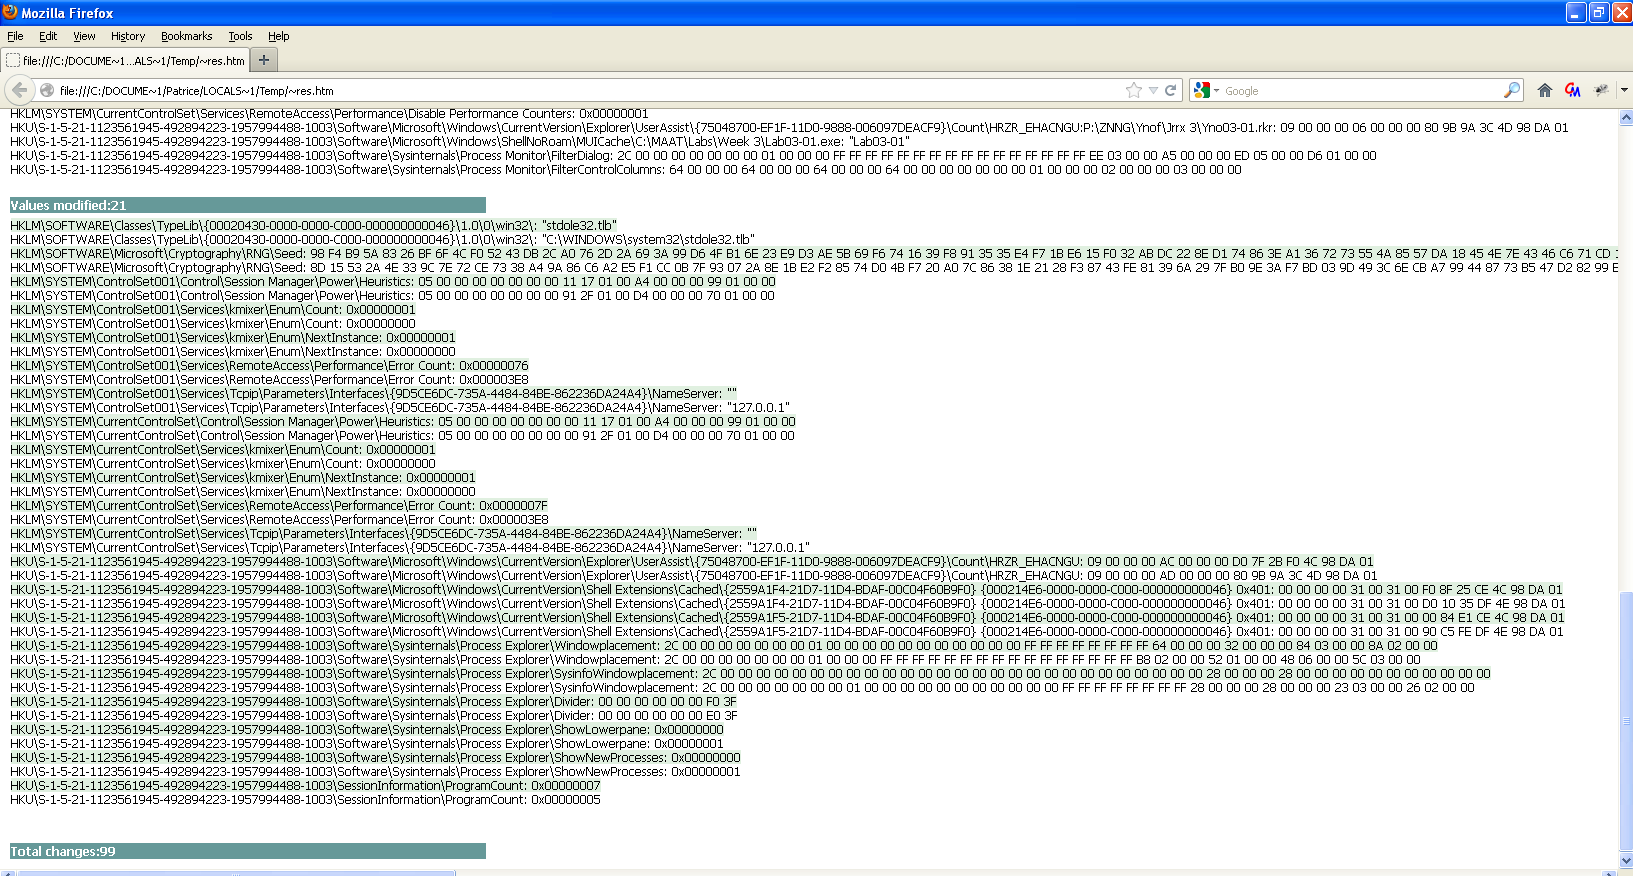 Mozilla Firefox
File Edit View History Bookmarks Tools Help
file:///C:/DOCUME~1...ALS~1/Temp/~res.htm
file:///C:/DOCUME~1/Patrice/LOCALS~1/Temp/~res.htm
Google
HKLM\SYSTEM\CurrentControlSet\Services\RemoteAccess\Performance\Disable Performance Counters: 0x00000001
HKU\S-1-5-21-1123561945-492894223-1957994488-1003\Software\Microsoft\Windows\CurrentVersion\Explorer\UserAssist\{75048700-EF1F-11D0-9888-006097DEACF9}\Count\HRZR_EHACNGU:P:\ZNNG\Ynof\Jrrx 3\Yno03-01.rkr: 09 00 00 00 06 00 00 00 80 9B 9A 3C 4D 98 DA 01
HKU\S-1-5-21-1123561945-492894223-1957994488-1003\Software\Microsoft\Windows\ShellNoRoam\MUICache\C:\MAAT\Labs\Week 3\Lab03-01.exe: "Lab03-01"
HKU\S-1-5-21-1123561945-492894223-1957994488-1003\Software\Sysinternals\Process Monitor\FilterDialog: 2C 00 00 00 00 00 00 00 01 00 00 00 FF FF FF FF FF FF FF FF FF FF FF FF FF FF FF FF EE 03 00 00 A5 00 00 00 ED 05 00 00 D6 01 00 00
HKU\S-1-5-21-1123561945-492894223-1957994488-1003\Software\Sysinternals\Process Monitor\FilterControlColumns: 64 00 00 00 64 00 00 00 64 00 00 00 64 00 00 00 00 00 00 00 01 00 00 00 02 00 00 00 03 00 00 00
Values modified:21
HKLM\SOFTWARE\Classes\TypeLib\{00020430-0000-0000-C000-000000000046}\1.0\0\win32\: "stdole32.tlb"
HKLM\SOFTWARE\Classes\TypeLib\{00020430-0000-0000-C000-000000000046}\1.0\0\win32\: "C:\WINDOWS\system32\stdole32.tlb"
HKLM\SOFTWARE\Microsoft\Cryptography\RNG\Seed: 98 F4 B9 5A 83 26 BF 6F 4C F0 52 43 DB 2C A0 76 2D 2A 69 3A 99 D6 4F B1 98 6E 23 E9 D3 AE 5B 69 F6 74 16 39 F8 91 35 35 E4 F7 1B E6 15 F0 32 AB DC 22 8E D1 74 86 3E A1 36 72 73 55 4A 85 57 DA 18 45 4E 7E 43 46 C6 71 CD
HKLM\SOFTWARE\Microsoft\Cryptography\RNG\Seed: 8D 15 53 2A 4E 33 9C 7E 72 CE 73 38 A4 9A 86 C6 A2 E5 F1 CC 0B 7F 93 07 2A 8E 1B E2 F2 85 74 D0 4B F7 20 A0 7C 86 38 1E 21 28 F3 87 43 FE 81 39 6A 29 7F B0 9E 3A F7 BD 03 9D 49 3C 6E CB A7 99 44 87 73 B5 47 D2 82 99
HKLM\SYSTEM\ControlSet001\Control\Session Manager\Power\Heuristics: 05 00 00 00 00 00 00 00 11 17 01 00 A4 00 00 00 99 01 00 00
HKLM\SYSTEM\ControlSet001\Control\Session Manager\Power\Heuristics: 05 00 00 00 00 00 00 00 91 2F 01 00 D4 00 00 00 70 01 00 00
HKLM\SYSTEM\ControlSet001\Services\kmixer\Enum\Count: 0x00000001
HKLM\SYSTEM\ControlSet001\Services\kmixer\Enum\Count: 0x00000000
HKLM\SYSTEM\ControlSet001\Services\kmixer\Enum\NextInstance: 0x00000001
HKLM\SYSTEM\ControlSet001\Services\kmixer\Enum\NextInstance: 0x00000000
HKLM\SYSTEM\ControlSet001\Services\RemoteAccess\Performance\Error Count: 0x00000076
HKLM\SYSTEM\ControlSet001\Services\RemoteAccess\Performance\Error Count: 0x000003E8
HKLM\SYSTEM\ControlSet001\Services\Tcpip\Parameters\Interfaces\{9D5CE6DC-735A-4484-84BE-862236DA24A4}\NameServer: ""
HKLM\SYSTEM\ControlSet001\Services\Tcpip\Parameters\Interfaces\{9D5CE6DC-735A-4484-84BE-862236DA24A4}\NameServer: "127.0.0.1"
HKLM\SYSTEM\CurrentControlSet\Control\Session Manager\Power\Heuristics: 05 00 00 00 00 00 00 00 11 17 01 00 A4 00 00 00 99 01 00 00
HKLM\SYSTEM\CurrentControlSet\Control\Session Manager\Power\Heuristics: 05 00 00 00 00 00 00 00 91 2F 01 00 D4 00 00 00 70 01 00 00
HKLM\SYSTEM\CurrentControlSet\Services\kmixer\Enum\Count: 0x00000001
HKLM\SYSTEM\CurrentControlSet\Services\kmixer\Enum\Count: 0x00000000
HKLM\SYSTEM\CurrentControlSet\Services\kmixer\Enum\NextInstance: 0x00000001
HKLM\SYSTEM\CurrentControlSet\Services\kmixer\Enum\NextInstance: 0x00000000
HKLM\SYSTEM\CurrentControlSet\Services\RemoteAccess\Performance\Error Count: 0x0000007F
HKLM\SYSTEM\CurrentControlSet\Services\RemoteAccess\Performance\Error Count: 0x000003E8
HKLM\SYSTEM\CurrentControlSet\Services\Tcpip\Parameters\Interfaces\{9D5CE6DC-735A-4484-84BE-862236DA24A4}\NameServer: ""
HKLM\SYSTEM\CurrentControlSet\Services\Tcpip\Parameters\Interfaces\{9D5CE6DC-735A-4484-84BE-862236DA24A4}\NameServer: "127.0.0.1"
HKU\S-1-5-21-1123561945-492894223-1957994488-1003\Software\Microsoft\Windows\CurrentVersion\Explorer\UserAssist\{75048700-EF1F-11D0-9888-006097DEACF9}\Count\HRZR_EHACNGU: 09 00 00 00 AC 00 00 00 D0 7F 2B F0 4C 98 DA 01
HKU\S-1-5-21-1123561945-492894223-1957994488-1003\Software\Microsoft\Windows\CurrentVersion\Explorer\UserAssist\{75048700-EF1F-11D0-9888-006097DEACF9}\Count\HRZR_EHACNGU: 09 00 00 00 AD 00 00 00 80 9B 9A 3C 4D 98 DA 01
HKU\S-1-5-21-1123561945-492894223-1957994488-1003\Software\Microsoft\Windows\CurrentVersion\Shell Extensions\Cached\{2559A1F4-21D7-11D4-BDAF-00C04F60B9F0} {000214E6-0000-0000-C000-000000000046} 0x401: 00 00 00 00 31 00 31 00 F0 8F 25 CE 4C 98 DA 01
HKU\S-1-5-21-1123561945-492894223-1957994488-1003\Software\Microsoft\Windows\CurrentVersion\Shell Extensions\Cached\{2559A1F4-21D7-11D4-BDAF-00C04F60B9F0} {000214E6-0000-0000-C000-000000000046} 0x401: 00 00 00 00 31 00 31 00 D0 10 35 DF 4E 98 DA 01
HKU\S-1-5-21-1123561945-492894223-1957994488-1003\Software\Microsoft\Windows\CurrentVersion\Shell Extensions\Cached\{2559A1F5-21D7-11D4-BDAF-00C04F60B9F0} {000214E6-0000-0000-C000-000000000046} 0x401: 00 00 00 00 31 00 31 00 84 E1 CE 4C 98 DA 01
HKU\S-1-5-21-1123561945-492894223-1957994488-1003\Software\Microsoft\Windows\CurrentVersion\Shell Extensions\Cached\{2559A1F5-21D7-11D4-BDAF-00C04F60B9F0} {000214E6-0000-0000-C000-000000000046} 0x401: 00 00 00 00 31 00 31 00 90 C5 FE DF 4E 98 DA 01
HKU\S-1-5-21-1123561945-492894223-1957994488-1003\Software\Sysinternals\Process Explorer\Windowplacement: 2C 00 00 00 00 00 00 00 01 00 00 00 00 00 00 00 00 00 00 00 FF FF FF FF FF FF FF FF 64 00 00 00 32 00 00 00 84 03 00 00 8A 02 00 00
HKU\S-1-5-21-1123561945-492894223-1957994488-1003\Software\Sysinternals\Process Explorer\Windowplacement: 2C 00 00 00 00 00 00 00 01 00 00 00 FF FF FF FF FF FF FF FF FF FF FF FF FF FF FF FF B8 02 00 00 52 01 00 00 48 06 00 00 5C 03 00 00
HKU\S-1-5-21-1123561945-492894223-1957994488-1003\Software\Sysinternals\Process Explorer\SysinfoWindowplacement: 2C 00 00 00 00 00 00 00 00 00 00 00 00 00 00 00 00 00 00 00 00 00 00 00 00 00 00 00 28 00 00 00 28 00 00 00 00 00 00 00 00 00 00 00
HKU\S-1-5-21-1123561945-492894223-1957994488-1003\Software\Sysinternals\Process Explorer\SysinfoWindowplacement: 2C 00 00 00 00 00 00 00 01 00 00 00 00 00 00 00 00 00 00 00 FF FF FF FF FF FF FF FF 28 00 00 00 28 00 00 00 23 03 00 00 26 02 00 00
HKU\S-1-5-21-1123561945-492894223-1957994488-1003\Software\Sysinternals\Process Explorer\Divider: 00 00 00 00 00 00 F0 3F
HKU\S-1-5-21-1123561945-492894223-1957994488-1003\Software\Sysinternals\Process Explorer\Divider: 00 00 00 00 00 00 E0 3F
HKU\S-1-5-21-1123561945-492894223-1957994488-1003\Software\Sysinternals\Process Explorer\ShowLowerpane: 0x00000000
HKU\S-1-5-21-1123561945-492894223-1957994488-1003\Software\Sysinternals\Process Explorer\ShowLowerpane: 0x00000001
HKU\S-1-5-21-1123561945-492894223-1957994488-1003\Software\Sysinternals\Process Explorer\ShowNewProcesses: 0x00000000
HKU\S-1-5-21-1123561945-492894223-1957994488-1003\Software\Sysinternals\Process Explorer\ShowNewProcesses: 0x00000001
HKU\S-1-5-21-1123561945-492894223-1957994488-1003\SessionInformation\ProgramCount: 0x00000007
HKU\S-1-5-21-1123561945-492894223-1957994488-1003\SessionInformation\ProgramCount: 0x00000005
Total changes:99